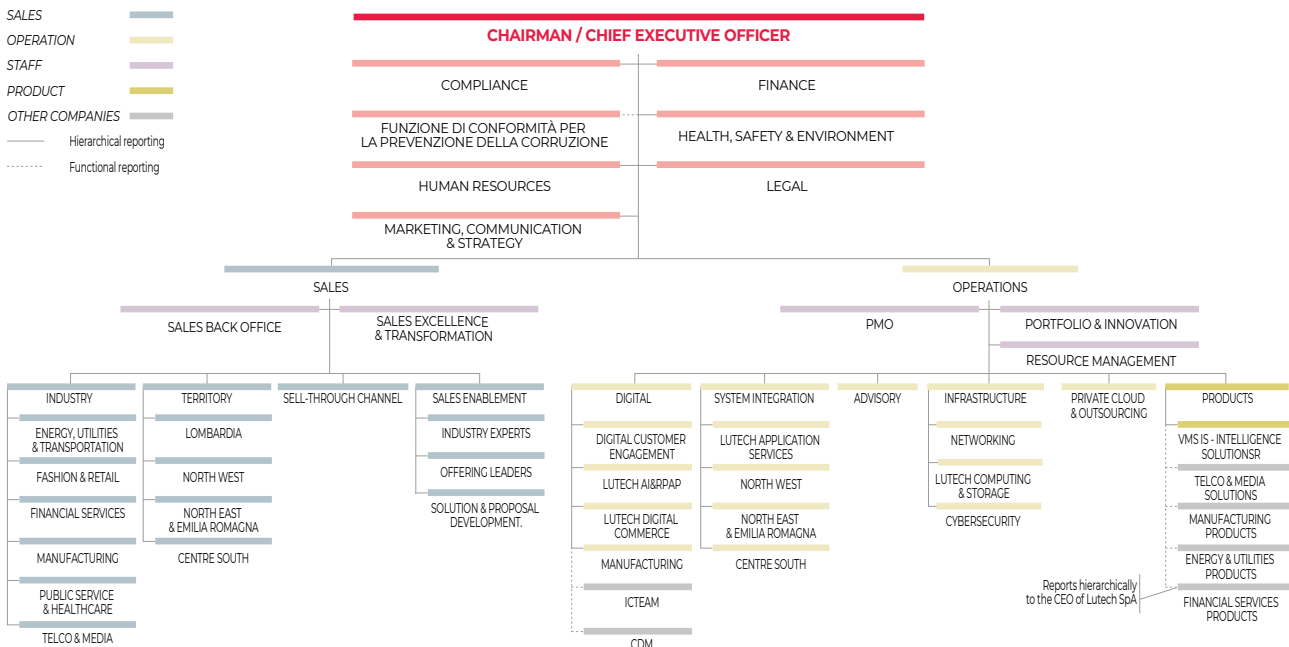 SALES
OPERATION
STAFF
PRODUCT
OTHER COMPANIES
Hierarchical reporting
Functional reporting
CHAIRMAN / CHIEF EXECUTIVE OFFICER
COMPLIANCE
FINANCE
FUNZIONE DI CONFORMITÀ PER
LA PREVENZIONE DELLA CORRUZIONE
HEALTH, SAFETY & ENVIRONMENT
HUMAN RESOURCES
LEGAL
MARKETING, COMMUNICATION
& STRATEGY
SALES
OPERATIONS
SALES BACK OFFICE
SALES EXCELLENCE
& TRANSFORMATION
PMO
PORTFOLIO & INNOVATION
RESOURCE MANAGEMENT
INDUSTRY
ENERGY, UTILITIES
& TRANSPORTATION
FASHION & RETAIL
FINANCIAL SERVICES
MANUFACTURING
PUBLIC SERVICE
& HEALTHCARE
TELCO & MEDIA
TERRITORY
LOMBARDIA
NORTH WEST
NORTH EAST
& EMILIA ROMAGNA
CENTRE SOUTH
SELL-THROUGH CHANNEL
SALES ENABLEMENT
INDUSTRY EXPERTS
OFFERING LEADERS
SOLUTION & PROPOSAL
DEVELOPMENT.
DIGITAL
DIGITAL CUSTOMER
ENGAGEMENT
LUTECH AI&RPAP
LUTECH DIGITAL
COMMERCE
MANUFACTURING
ICTEAM
CDM
SYSTEM INTEGRATION
LUTECH APPLICATION
SERVICES
NORTH WEST
NORTH EAST
& EMILIA ROMAGNA
CENTRE SOUTH
ADVISORY
INFRASTRUCTURE
NETWORKING
LUTECH COMPUTING
& STORAGE
CYBERSECURITY
PRIVATE CLOUD
& OUTSOURCING
PRODUCTS
VMS IS - INTELLIGENCE
SOLUTIONSR
TELCO & MEDIA
SOLUTIONS
MANUFACTURING
PRODUCTS
ENERGY & UTILITIES
PRODUCTS
FINANCIAL SERVICES
PRODUCTS
Reports hierarchically
to the CEO of Lutech SpA